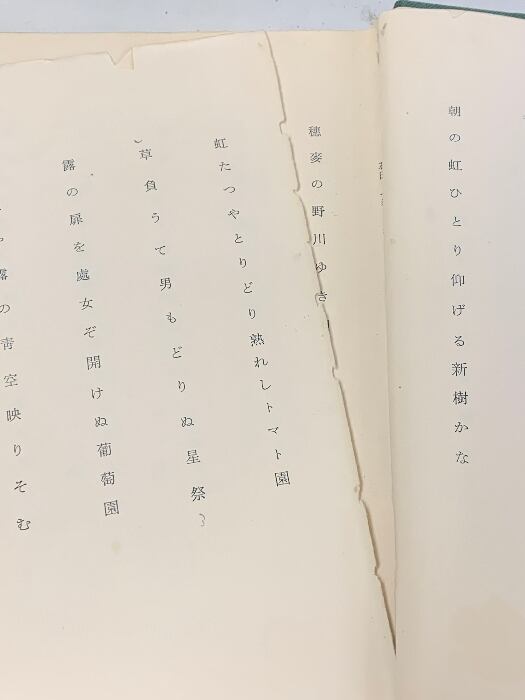 朝の虹ひとり仰げる新樹かな
穂麥の野川ゆき
虹たつやとりどり熟れしトマト園
草負うて男もどりぬ星祭
露の扉を處女ぞ開けぬ葡萄園
露の靑空映りそむ